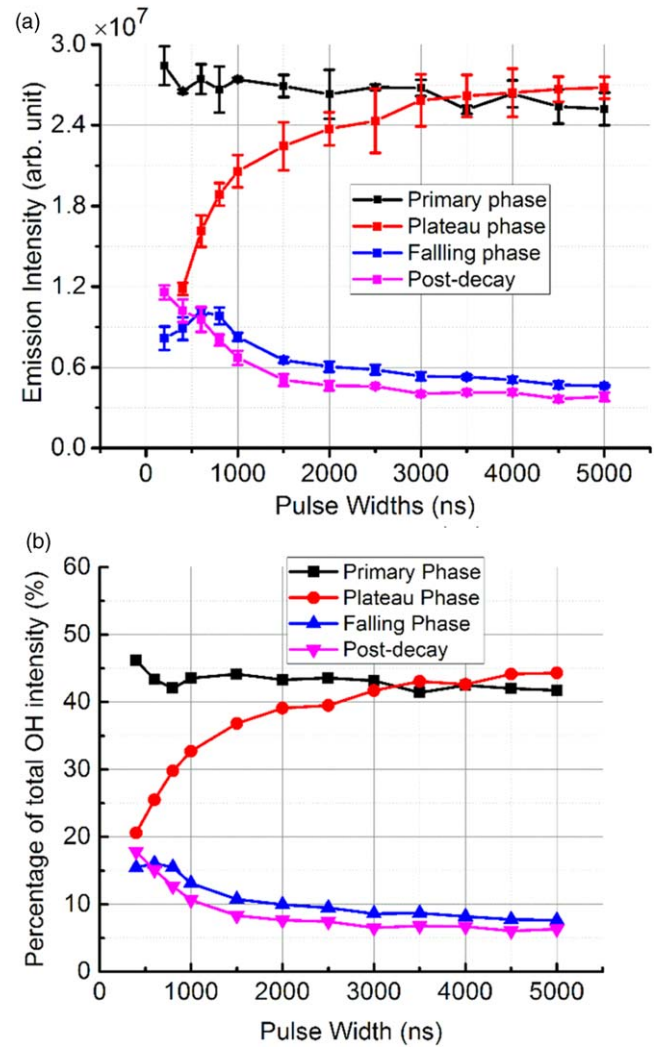 (a)
×10⁷
3.0
2.4
1.8
1.2
0.6
0.0
Emission Intensity (arb. unit)
Primary phase
Plateau phase
Fallling phase
Post-decay
0 1000 2000 3000 4000 5000
Pulse Widths (ns)
(b)
60
50
40
30
20
10
0
Percentage of total OH intensity (%)
Primary Phase
Plateau Phase
Falling Phase
Post-decay
0 1000 2000 3000 4000 5000
Pulse Width (ns)